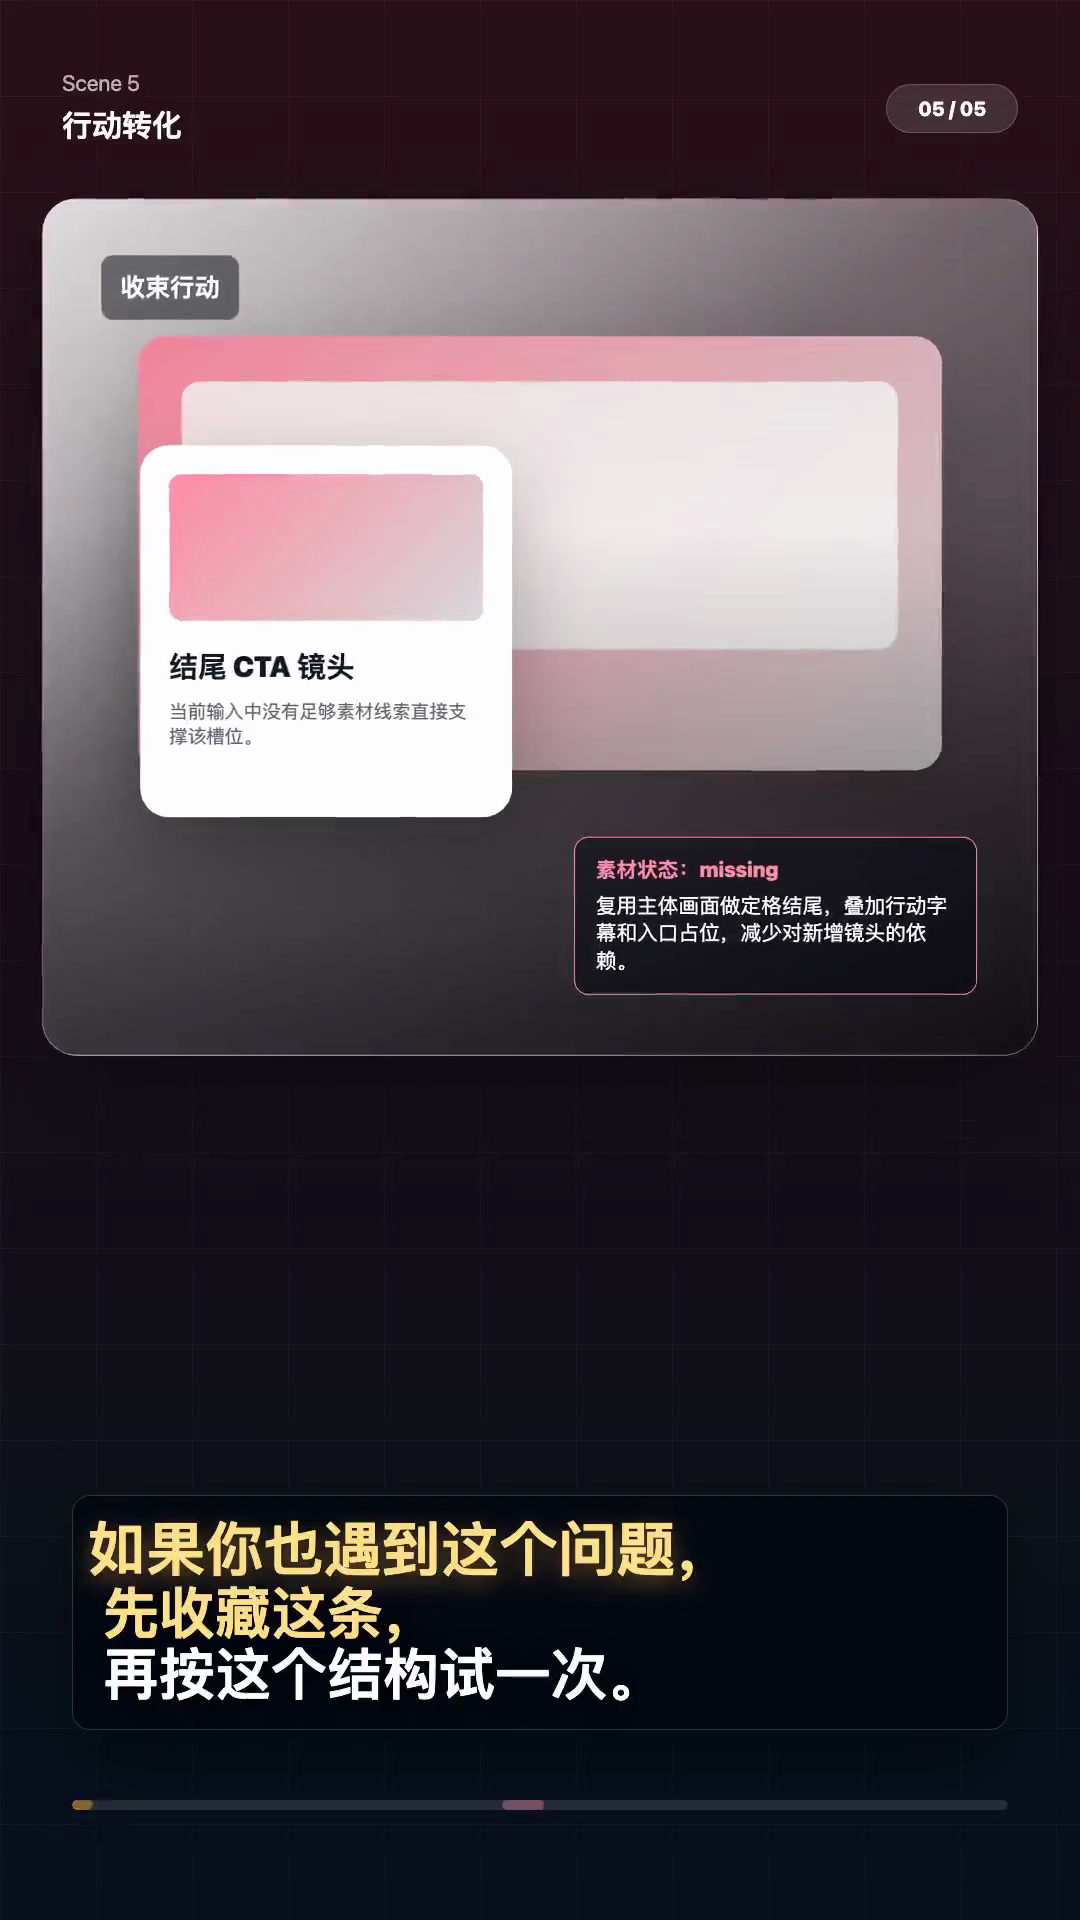 Scene 5
行动转化
05 / 05
收束行动
结尾 CTA 镜头
当前输入中没有足够素材线索直接支
撑该槽位。
素材状态：missing
复用主体画面做定格结尾，叠加行动字
幕和入口占位，减少对新增镜头的依
赖。
如果你也遇到这个问题，
先收藏这条，
再按这个结构试一次。